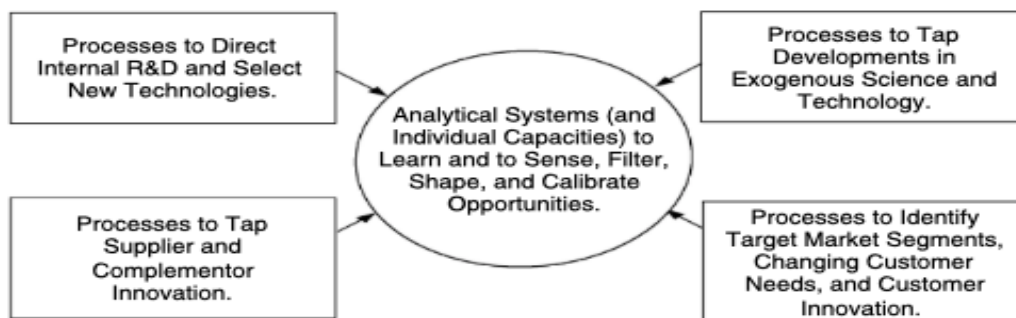 Processes to Direct
Internal R&D and Select
New Technologies.
Processes to Tap
Developments in
Exogenous Science and
Technology.
Analytical Systems (and
Individual Capacities) to
Learn and to Sense, Filter,
Shape, and Calibrate
Opportunities.
Processes to Tap
Supplier and
Complementor
Innovation.
Processes to Identify
Target Market Segments,
Changing Customer
Needs, and Customer
Innovation.